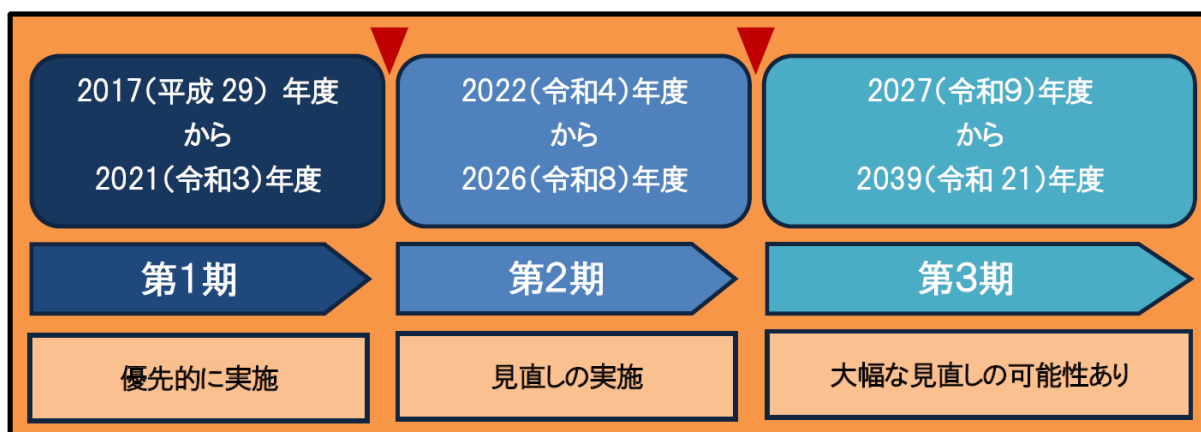 2017(平成 29) 年度
から
2021(令和3)年度
2022(令和4)年度
から
2026(令和8)年度
2027(令和9)年度
から
2039(令和 21)年度
第1期
第2期
第3期
優先的に実施
見直しの実施
大幅な見直しの可能性あり